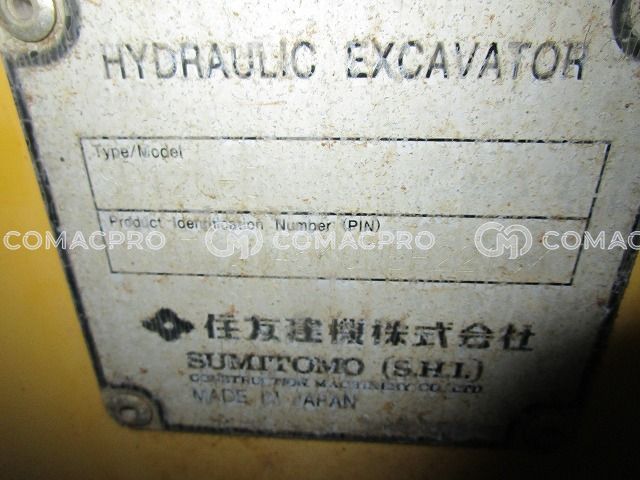 HYDRAULIC EXCAVATOR
Type/Model
Product Identification Number (PIN)
COMACPRO COMACPRO COMACPRO
住友建機株式会社
SUMITOMO (S.H.I.)
CONSTRUCTION MACHINERY CO., LTD.
MADE IN JAPAN